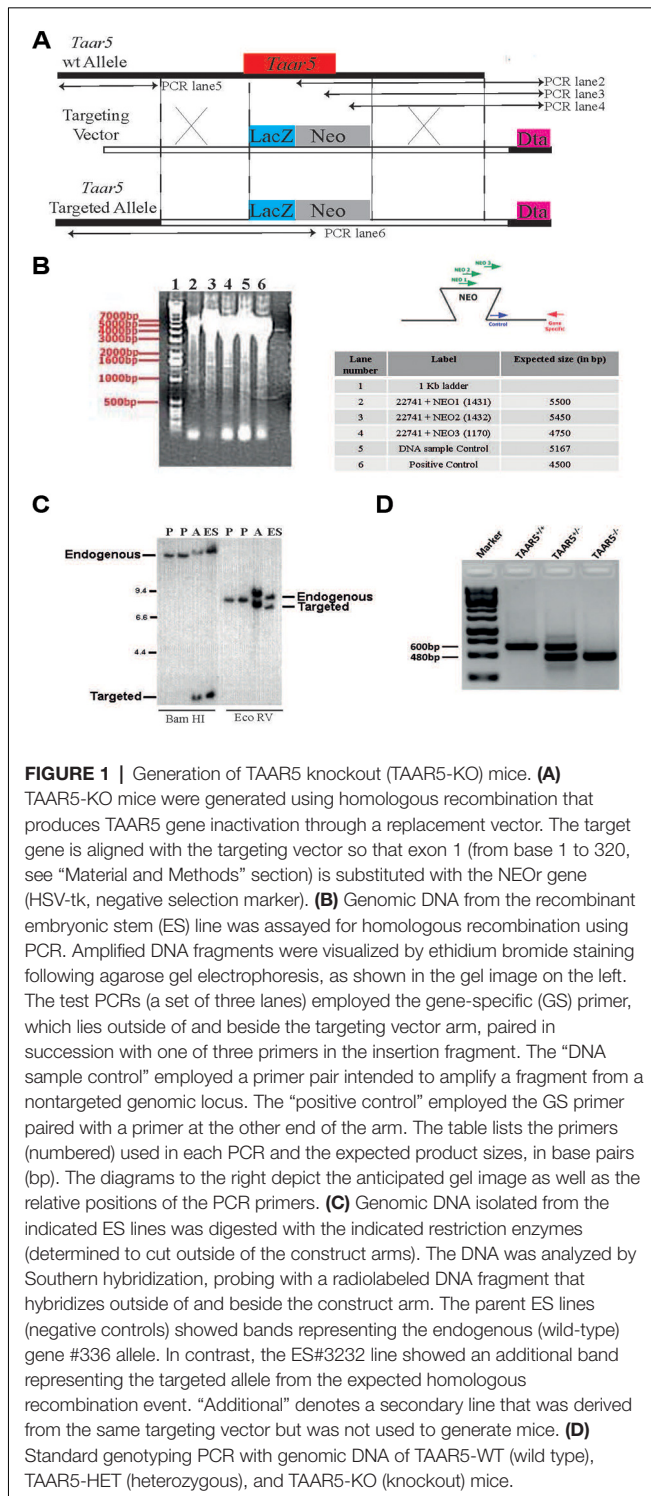 A
Taar5
wt Allele
Taar5
PCR lane5
PCR lane2
PCR lane3
PCR lane4
Targeting
Vector
LacZ Neo Dta
Taar5
Targeted Allele
LacZ Neo Dta
PCR lane6
B
1 2 3 4 5 6
7000bp
5000bp
4000bp
3000bp
2000bp
1600bp
1000bp
500bp
NEO 3
NEO 2
NEO 1
NEO
Control
Gene
Specific
Lane number Label Expected size (in bp)
1 1 Kb ladder
2 22741 + NEO1 (1431) 5500
3 22741 + NEO2 (1432) 5450
4 22741 + NEO3 (1170) 4750
5 DNA sample Control 5167
6 Positive Control 4500
C
P P A ES P P A ES
Endogenous
9.4
6.6
4.4
Endogenous
Targeted
Targeted
Bam HI Eco RV
D
Marker
TAAR5+/+
TAAR5+/-
TAAR5-/-
600bp
480bp
FIGURE 1 | Generation of TAAR5 knockout (TAAR5-KO) mice. (A)
TAAR5-KO mice were generated using homologous recombination that
produces TAAR5 gene inactivation through a replacement vector. The target
gene is aligned with the targeting vector so that exon 1 (from base 1 to 320,
see “Material and Methods” section) is substituted with the NEOr gene
(HSV-tk, negative selection marker). (B) Genomic DNA from the recombinant
embryonic stem (ES) line was assayed for homologous recombination using
PCR. Amplified DNA fragments were visualized by ethidium bromide staining
following agarose gel electrophoresis, as shown in the gel image on the left.
The test PCRs (a set of three lanes) employed the gene-specific (GS) primer,
which lies outside of and beside the targeting vector arm, paired in
succession with one of three primers in the insertion fragment. The “DNA
sample control” employed a primer pair intended to amplify a fragment from a
nontargeted genomic locus. The “positive control” employed the GS primer
paired with a primer at the other end of the arm. The table lists the primers
(numbered) used in each PCR and the expected product sizes, in base pairs
(bp). The diagrams to the right depict the anticipated gel image as well as the
relative positions of the PCR primers. (C) Genomic DNA isolated from the
indicated ES lines was digested with the indicated restriction enzymes
(determined to cut outside of the construct arms). The DNA was analyzed by
Southern hybridization, probing with a radiolabeled DNA fragment that
hybridizes outside of and beside the construct arm. The parent ES lines
(negative controls) showed bands representing the endogenous (wild-type)
gene #336 allele. In contrast, the ES#3232 line showed an additional band
representing the targeted allele from the expected homologous
recombination event. “Additional” denotes a secondary line that was derived
from the same targeting vector but was not used to generate mice. (D)
Standard genotyping PCR with genomic DNA of TAAR5-WT (wild type),
TAAR5-HET (heterozygous), and TAAR5-KO (knockout) mice.